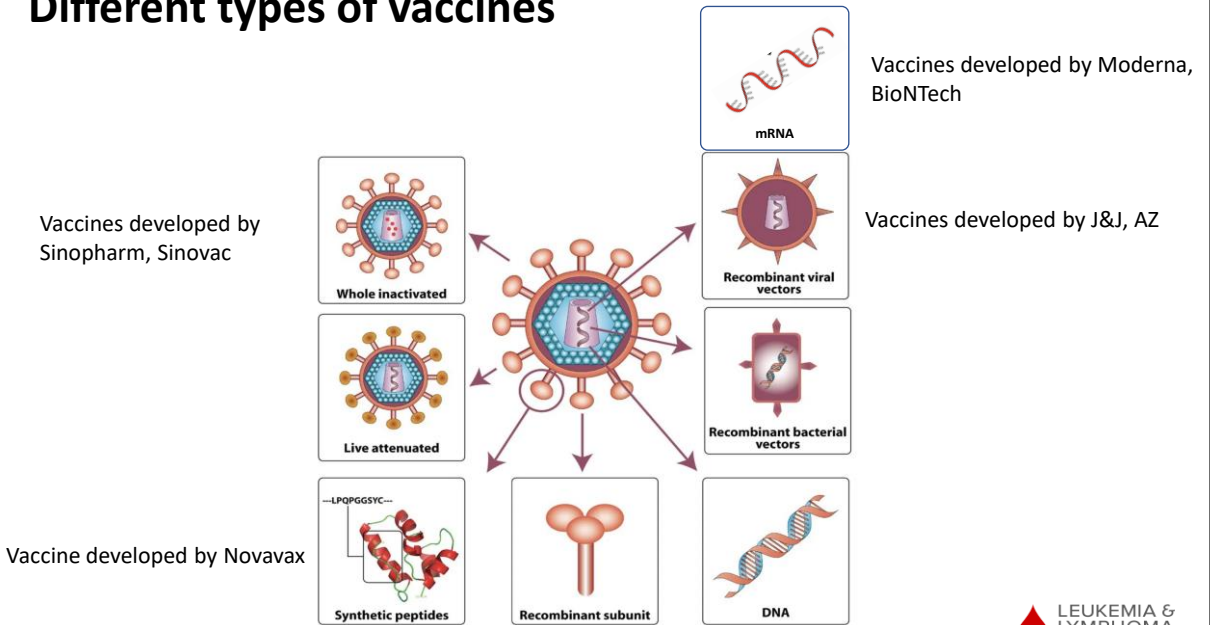 Different types of vaccines
mRNA
Vaccines developed by Moderna,
BioNTech
Vaccines developed by
Sinopharm, Sinovac
Whole inactivated
Recombinant viral
vectors
Vaccines developed by J&J, AZ
Live attenuated
Recombinant bacterial
vectors
Vaccine developed by Novavax
---LPQPGGSYC---
Synthetic peptides
Recombinant subunit
DNA
LEUKEMIA &
LYMPHOMA